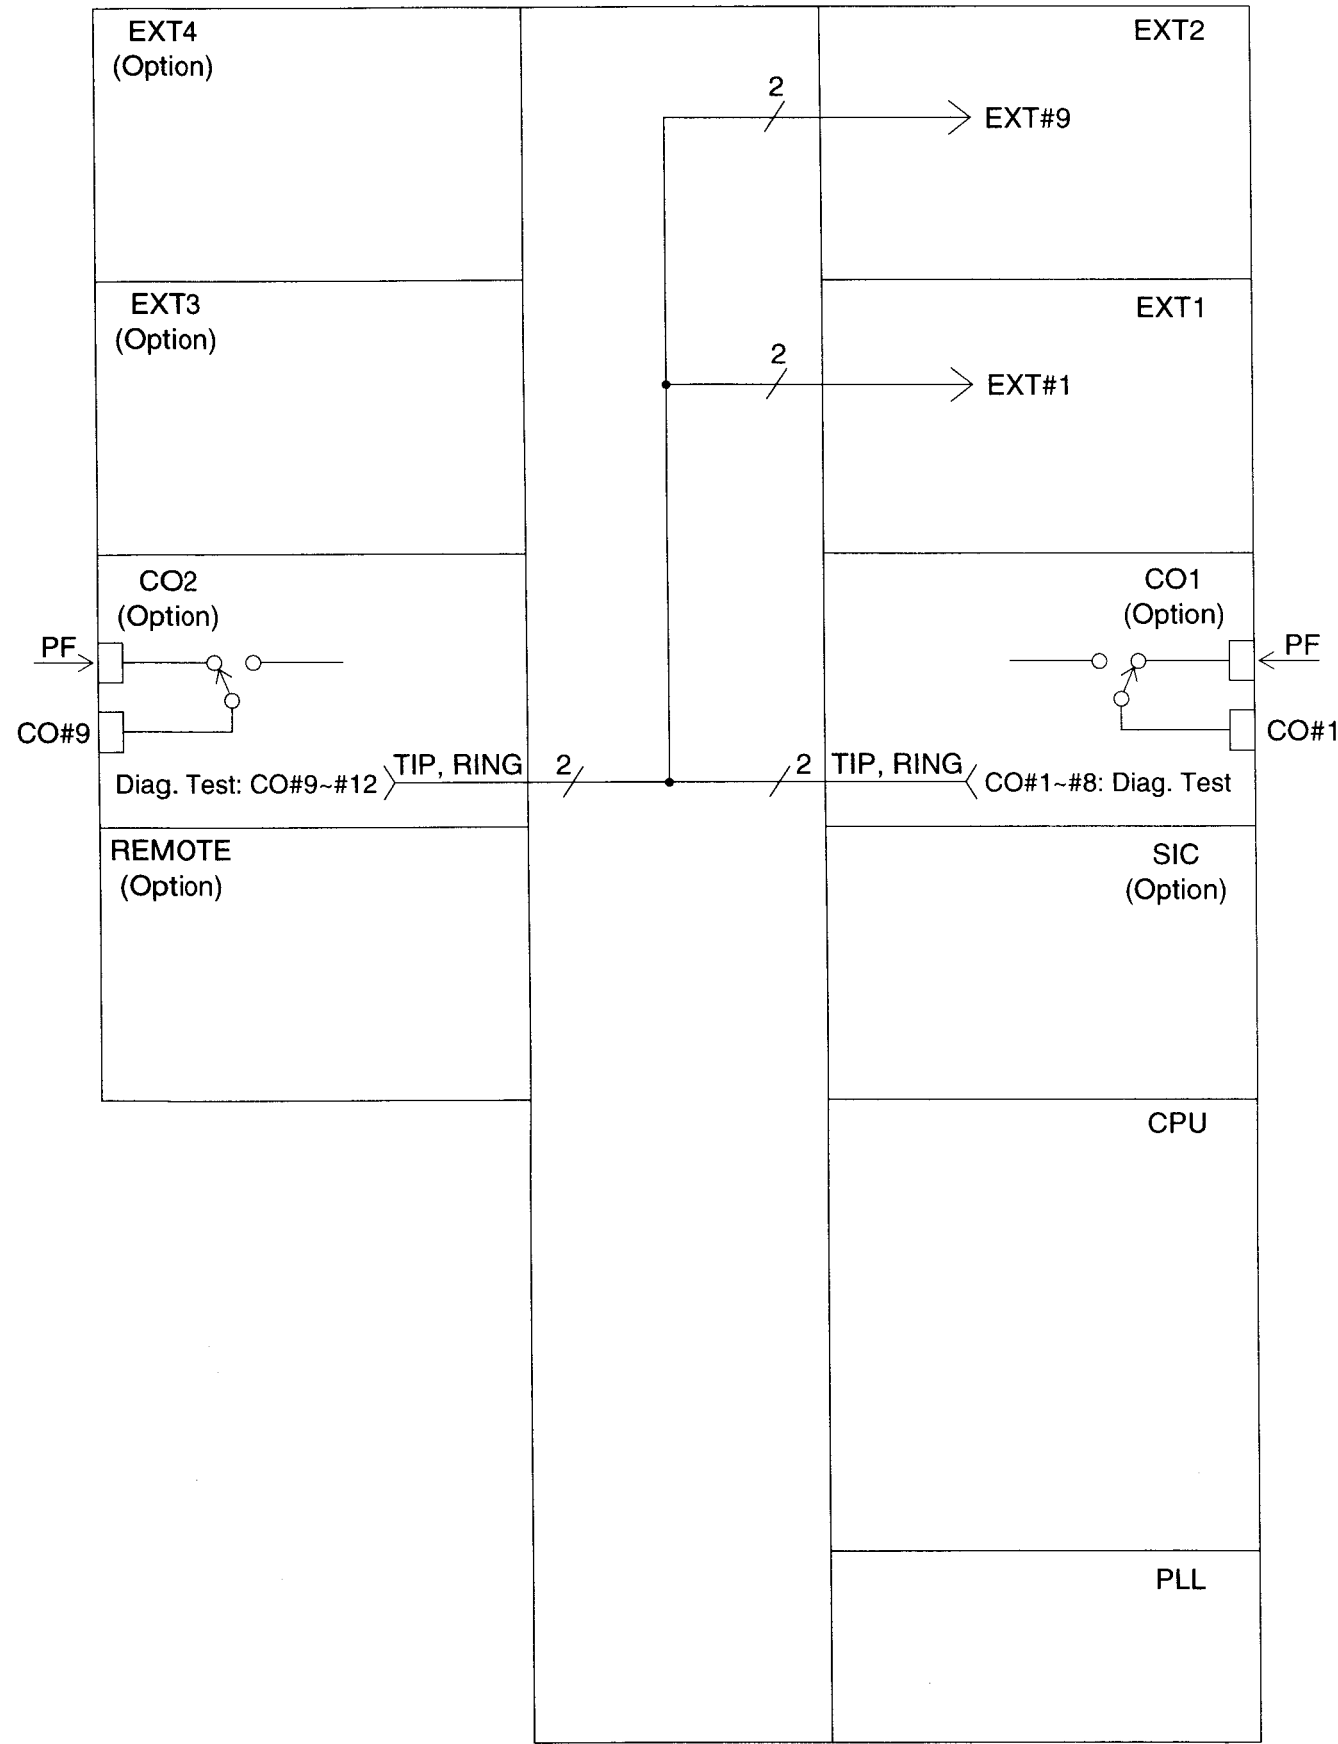 EXT4
(Option)
EXT2
2
EXT#9
EXT3
(Option)
EXT1
2
EXT#1
CO2
(Option)
CO1
(Option)
PF
PF
CO#9
CO#1
TIP, RING
2
2
TIP, RING
Diag. Test: CO#9~#12
CO#1~#8: Diag. Test
REMOTE
(Option)
SIC
(Option)
CPU
PLL